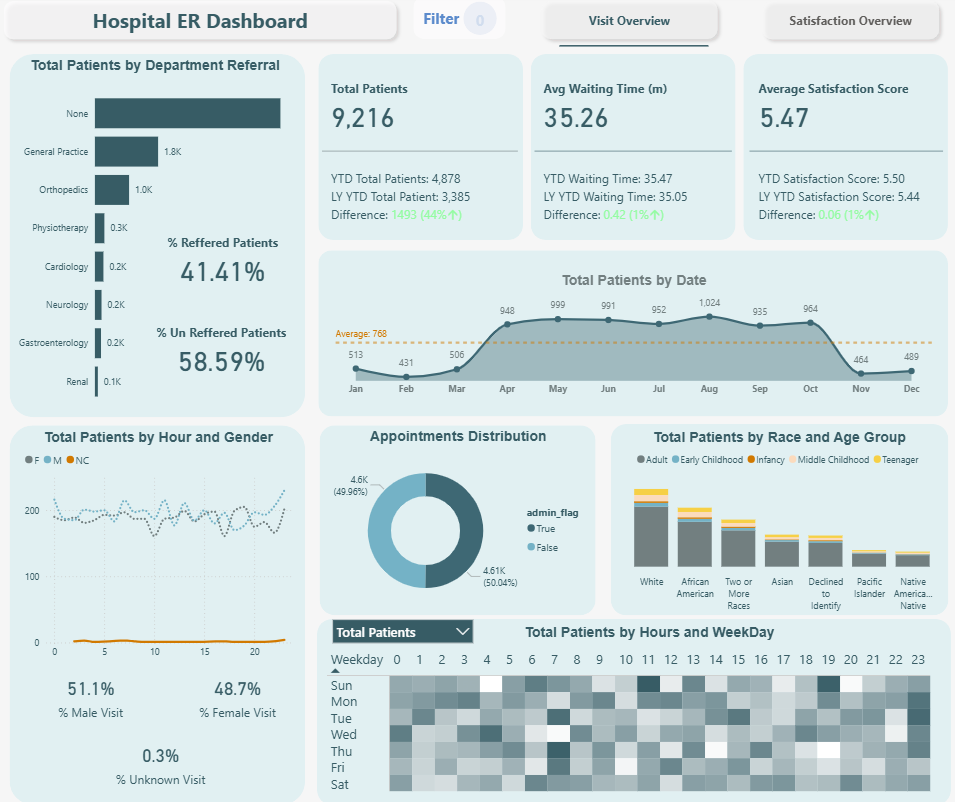 Hospital ER Dashboard
Filter 0
Visit Overview
Satisfaction Overview
Total Patients by Department Referral
None
General Practice 1.8K
Orthopedics 1.0K
Physiotherapy 0.3K
Cardiology 0.2K
Neurology 0.2K
Gastroenterology 0.2K
Renal 0.1K
% Reffered Patients
41.41%
% Un Reffered Patients
58.59%
Total Patients
9,216
YTD Total Patients: 4,878
LY YTD Total Patient: 3,385
Difference: 1493 (44%↑)
Avg Waiting Time (m)
35.26
YTD Waiting Time: 35.47
LY YTD Waiting Time: 35.05
Difference: 0.42 (1%↑)
Average Satisfaction Score
5.47
YTD Satisfaction Score: 5.50
LY YTD Satisfaction Score: 5.44
Difference: 0.06 (1%↑)
Total Patients by Date
Average: 768
513 431 506 948 999 991 952 1,024 935 964 464 489
Jan Feb Mar Apr May Jun Jul Aug Sep Oct Nov Dec
Total Patients by Hour and Gender
F M NC
200
100
0
0 5 10 15 20
51.1%
% Male Visit
48.7%
% Female Visit
0.3%
% Unknown Visit
Appointments Distribution
4.6K
(49.96%)
4.61K
(50.04%)
admin_flag
True
False
Total Patients by Race and Age Group
Adult Early Childhood Infancy Middle Childhood Teenager
White
African
American
Two or
More
Races
Asian
Declined
to
Identify
Pacific
Islander
Native
America...
Native
Total Patients
Total Patients by Hours and WeekDay
Weekday 0 1 2 3 4 5 6 7 8 9 10 11 12 13 14 15 16 17 18 19 20 21 22 23
Sun
Mon
Tue
Wed
Thu
Fri
Sat